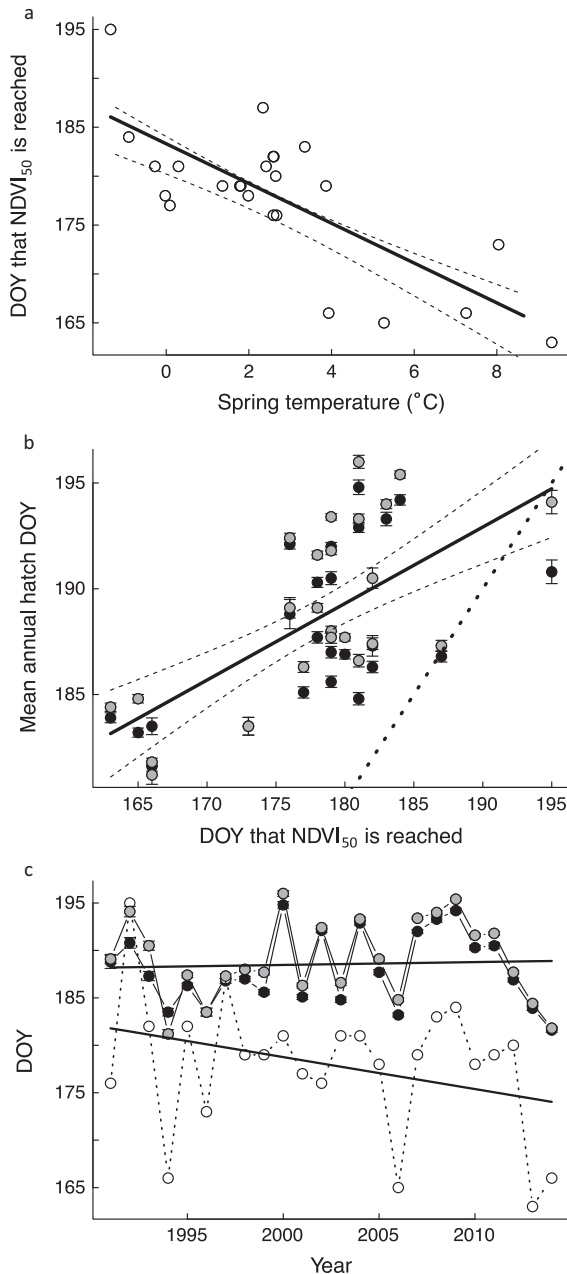 a
195
185
175
165
DOY that NDVI50 is reached
0 2 4 6 8
Spring temperature (°C)
b
195
190
185
Mean annual hatch DOY
165 170 175 180 185 190 195
DOY that NDVI50 is reached
c
195
185
175
165
DOY
1995 2000 2005 2010
Year